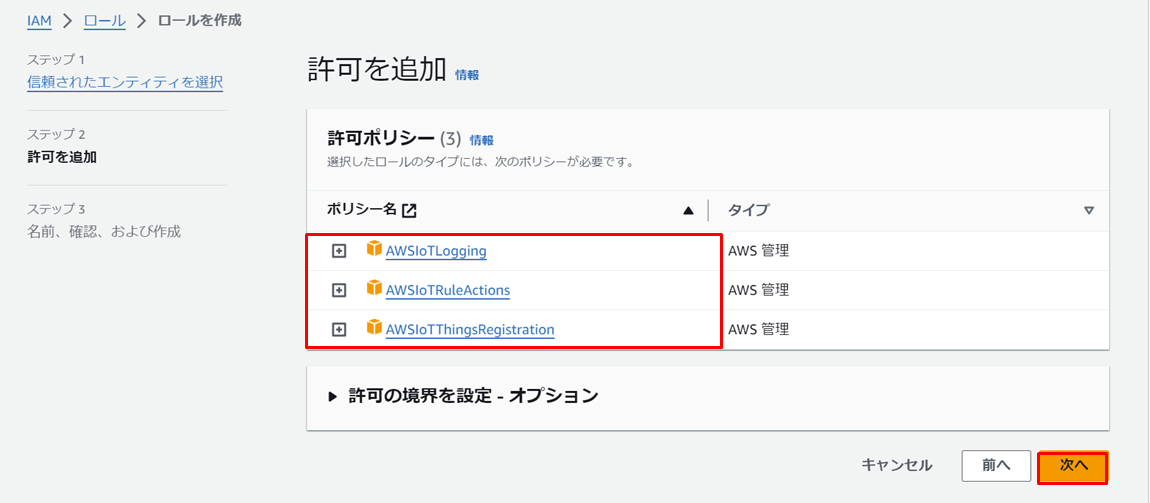 IAM > ロール > ロールを作成
ステップ 1
信頼されたエンティティを選択
ステップ 2
許可を追加
ステップ 3
名前、確認、および作成
許可を追加 情報
許可ポリシー (3) 情報
選択したロールのタイプには、次のポリシーが必要です。
ポリシー名 タイプ
AWSIoTLogging AWS 管理
AWSIoTRuleActions AWS 管理
AWSIoTThingsRegistration AWS 管理
許可の境界を設定 - オプション
キャンセル 前へ 次へ